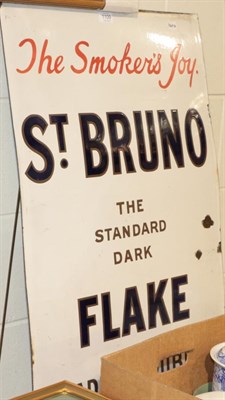 The Smoker's Joy.
ST. BRUNO
THE
STANDARD
DARK
FLAKE